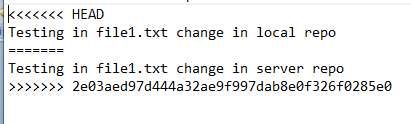 <<<<<<< HEAD
Testing in file1.txt change in local repo
=======
Testing in file1.txt change in server repo
>>>>>>> 2e03aed97d444a32ae9f997dab8e0f326f0285e0